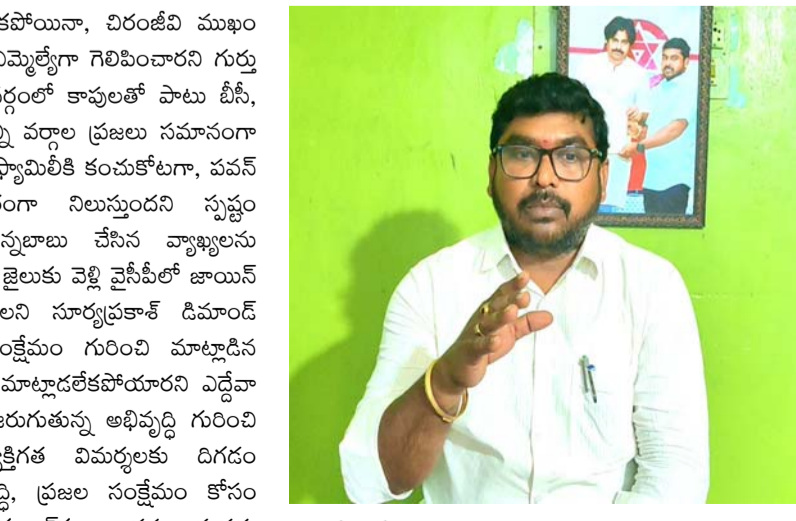 కపోయినా, చిరంజీవి ముఖం
మ్మెల్యేగా గెలిపించారని గుర్తు
ర్గంలో కాపులతో పాటు బీసీ,
వర్గాల ప్రజలు సమానంగా
ఫ్యామిలీకి కంచుకోటగా, పవన్
రంగా నిలుస్తుందని స్పష్టం
న్నబాబు చేసిన వ్యాఖ్యలను
జైలుకు వెళ్లి వైసీపీలో జాయిన్
లని సూర్యప్రకాశ్ డిమాండ్
ంక్షేమం గురించి మాట్లాడిన
మాట్లాడలేకపోయారని ఎద్దేవా
జరుగుతున్న అభివృద్ధి గురించి
క్తిగత విమర్శలకు దిగడం
ద్ధి, ప్రజల సంక్షేమం కోసం